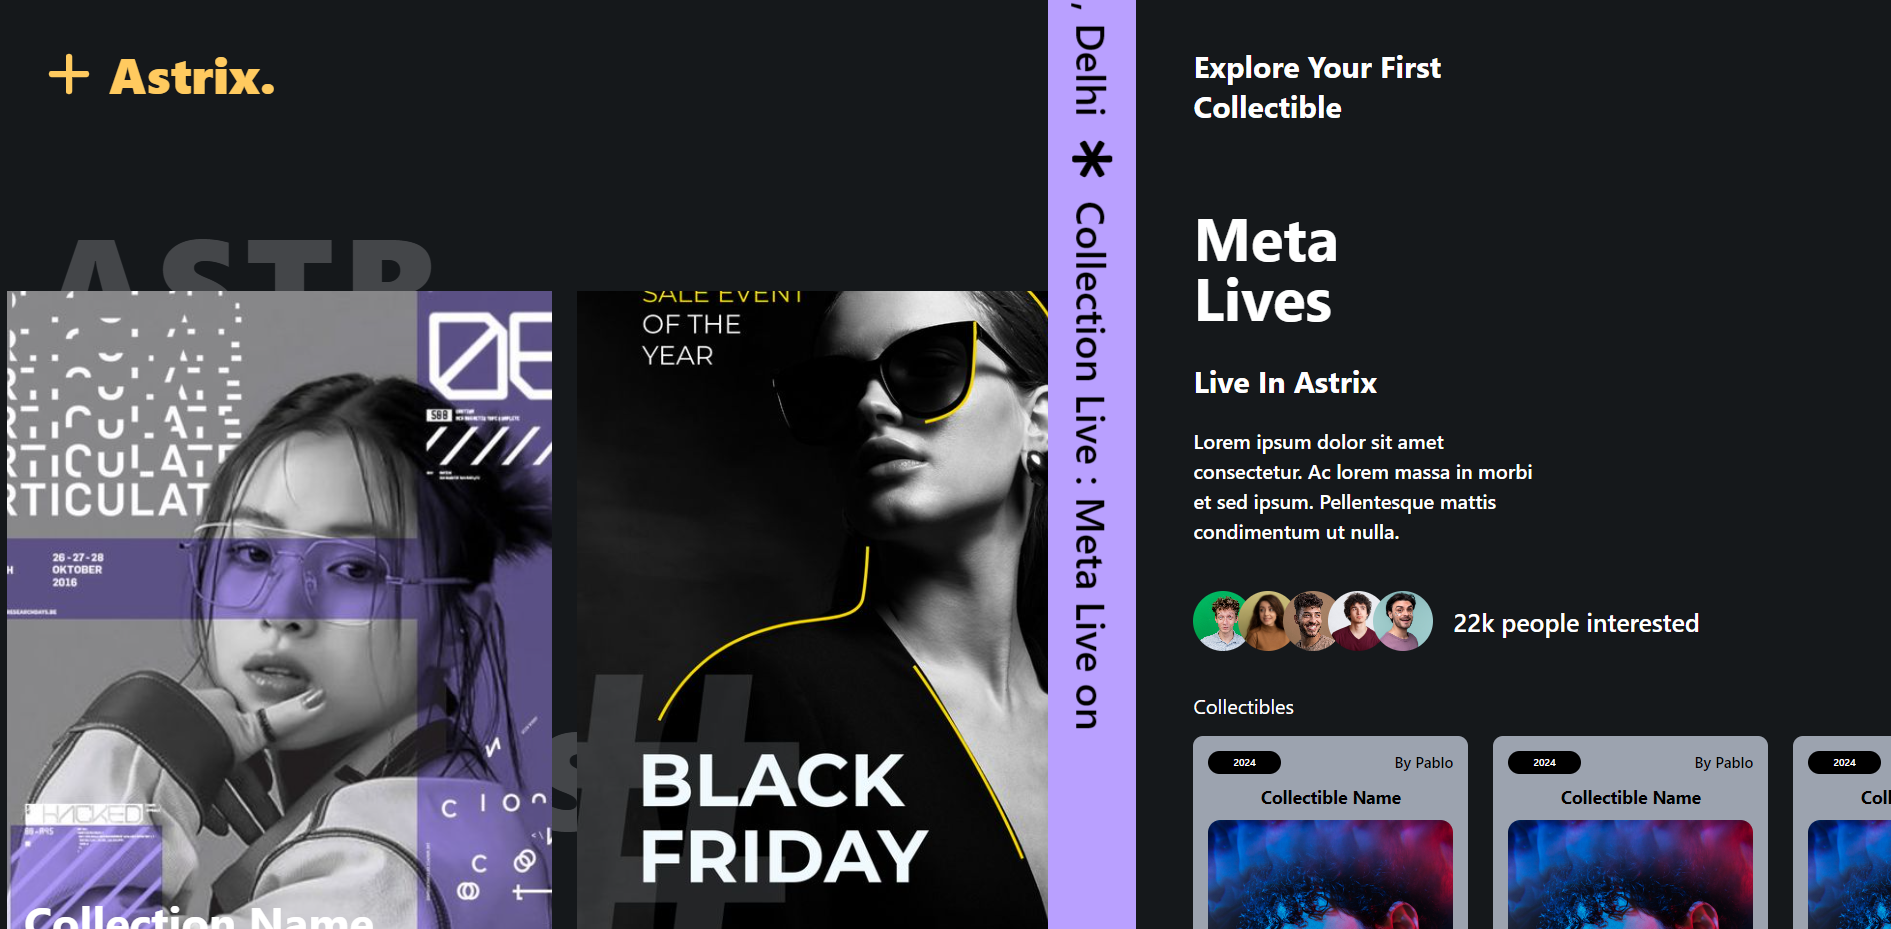 Astrix.
ASTR
RTICULAT
26-27-28
OKTOBER
2016
RESEARCHDAYS.BE
SBB
HACKED
Collection Name
SALE EVENT
OF THE
YEAR
#
BLACK
FRIDAY
, Delhi * Collection Live : Meta Live on
Explore Your First
Collectible
Meta
Lives
Live In Astrix
Lorem ipsum dolor sit amet
consectetur. Ac lorem massa in morbi
et sed ipsum. Pellentesque mattis
condimentum ut nulla.
22k people interested
Collectibles
2024 By Pablo
Collectible Name
2024 By Pablo
Collectible Name
2024
Coll